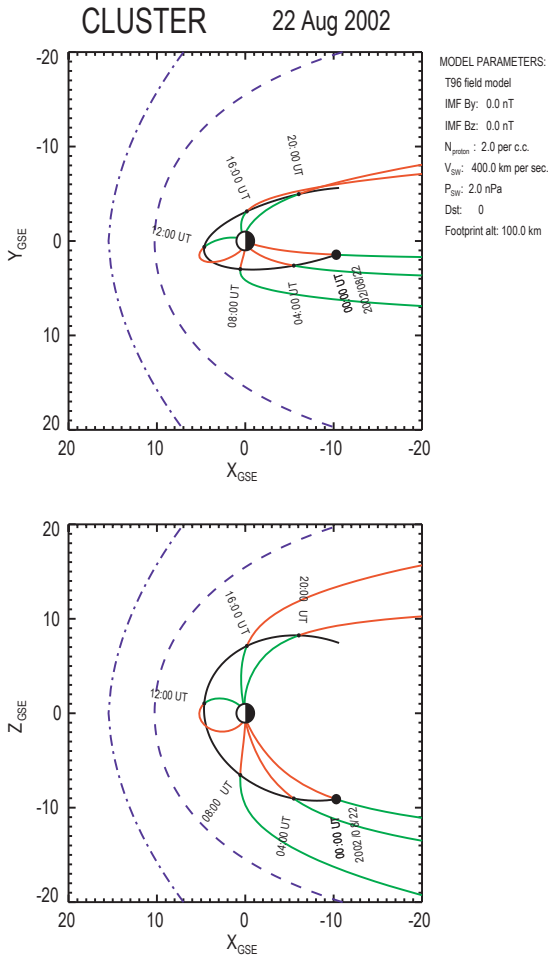 CLUSTER 22 Aug 2002
MODEL PARAMETERS:
T96 field model
IMF By: 0.0 nT
IMF Bz: 0.0 nT
Nproton : 2.0 per c.c.
VSW: 400.0 km per sec.
PSW: 2.0 nPa
Dst: 0
Footprint alt: 100.0 km
-20
-10
0
10
20
YGSE
16:00 UT
20:00 UT
12:00 UT
08:00 UT
04:00 UT
00:00 UT
2002/08/22
20 10 0 -10 -20
XGSE
20
10
0
-10
-20
ZGSE
16:00 UT
20:00 UT
12:00 UT
08:00 UT
04:00 UT
00:00 UT
2002/08/22
20 10 0 -10 -20
XGSE